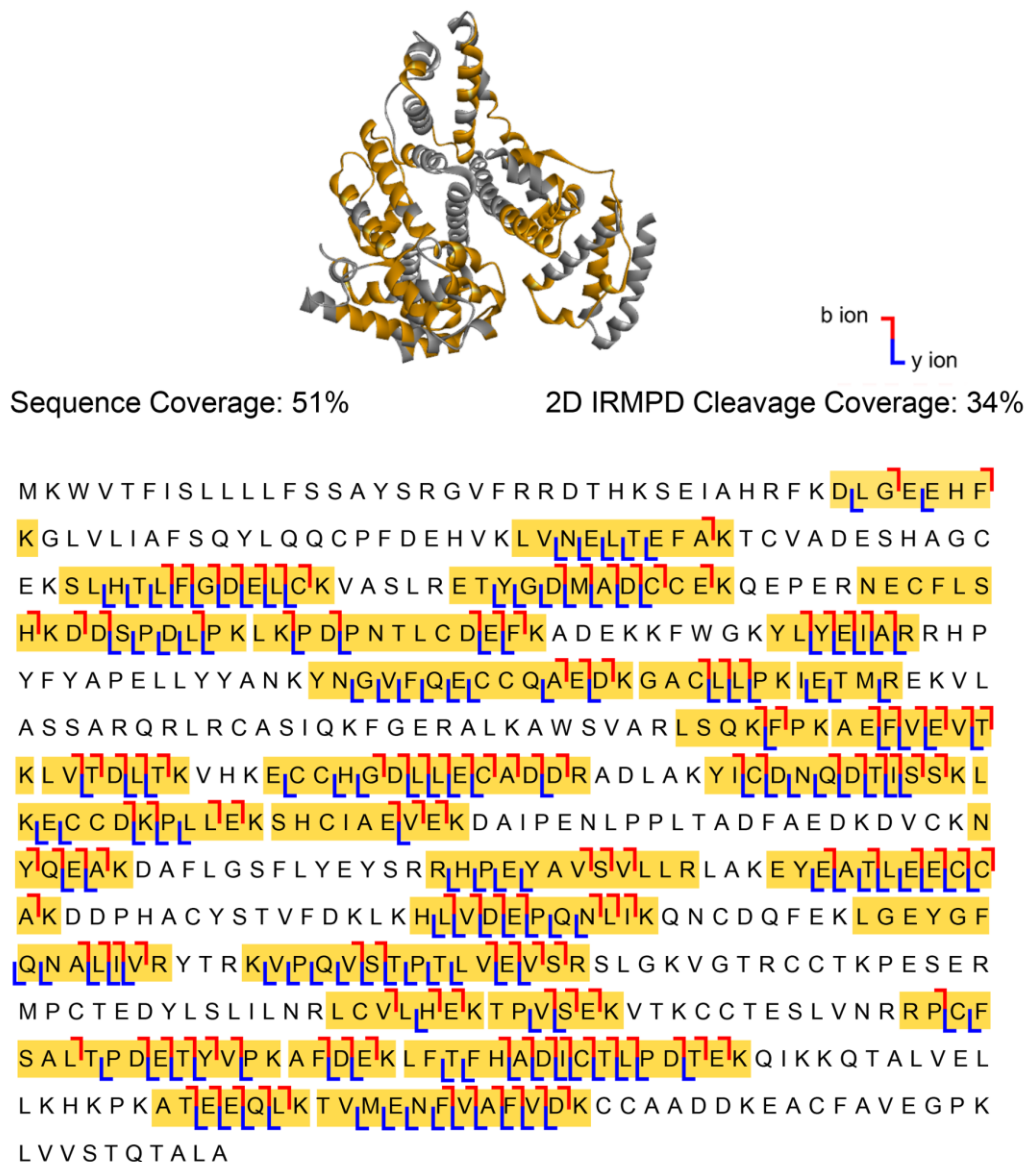 b ion
y ion
Sequence Coverage: 51% 2D IRMPD Cleavage Coverage: 34%
M K W V T F I S L L L L F S S A Y S R G V F R R D T H K S E I A H R F K D L G E E H F
K G L V L I A F S Q Y L Q Q C P F D E H V K L V N E L T E F A K T C V A D E S H A G C
E K S L H T L F G D E L C K V A S L R E T Y G D M A D C C E K Q E P E R N E C F L S
H K D D S P D L P K L K P D P N T L C D E F K A D E K K F W G K Y L Y E I A R R H P
Y F Y A P E L L Y Y A N K Y N G V F Q E C C Q A E D K G A C L L P K I E T M R E K V L
A S S A R Q R L R C A S I Q K F G E R A L K A W S V A R L S Q K F P K A E F V E V T
K L V T D L T K V H K E C C H G D L L E C A D D R A D L A K Y I C D N Q D T I S S K L
K E C C D K P L L E K S H C I A E V E K D A I P E N L P P L T A D F A E D K D V C K N
Y Q E A K D A F L G S F L Y E Y S R R H P E Y A V S V L L R L A K E Y E A T L E E C C
A K D D P H A C Y S T V F D K L K H L V D E P Q N L I K Q N C D Q F E K L G E Y G F
Q N A L I V R Y T R K V P Q V S T P T L V E V S R S L G K V G T R C C T K P E S E R
M P C T E D Y L S L I L N R L C V L H E K T P V S E K V T K C C T E S L V N R R P C F
S A L T P D E T Y V P K A F D E K L F T F H A D I C T L P D T E K Q I K K Q T A L V E L
L K H K P K A T E E Q L K T V M E N F V A F V D K C C A A D D K E A C F A V E G P K
L V V S T Q T A L A